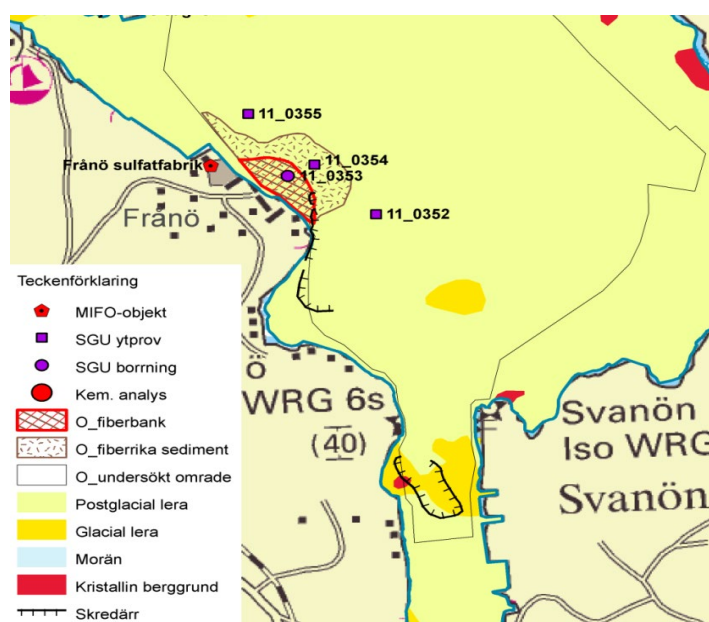 11_0355
11_0354
Frånö sulfatfabrik
11_0353
11_0352
Frånö
Teckenförklaring
MIFO-objekt
SGU ytprov
SGU borrning
Kem. analys
O_fiberbank
O_fiberrika sediment
O_undersökt omrade
Postglacial lera
Glacial lera
Morän
Kristallin berggrund
Skredärr
ö
WRG 6s
(40)
Svanön
Iso WRG
Svanön